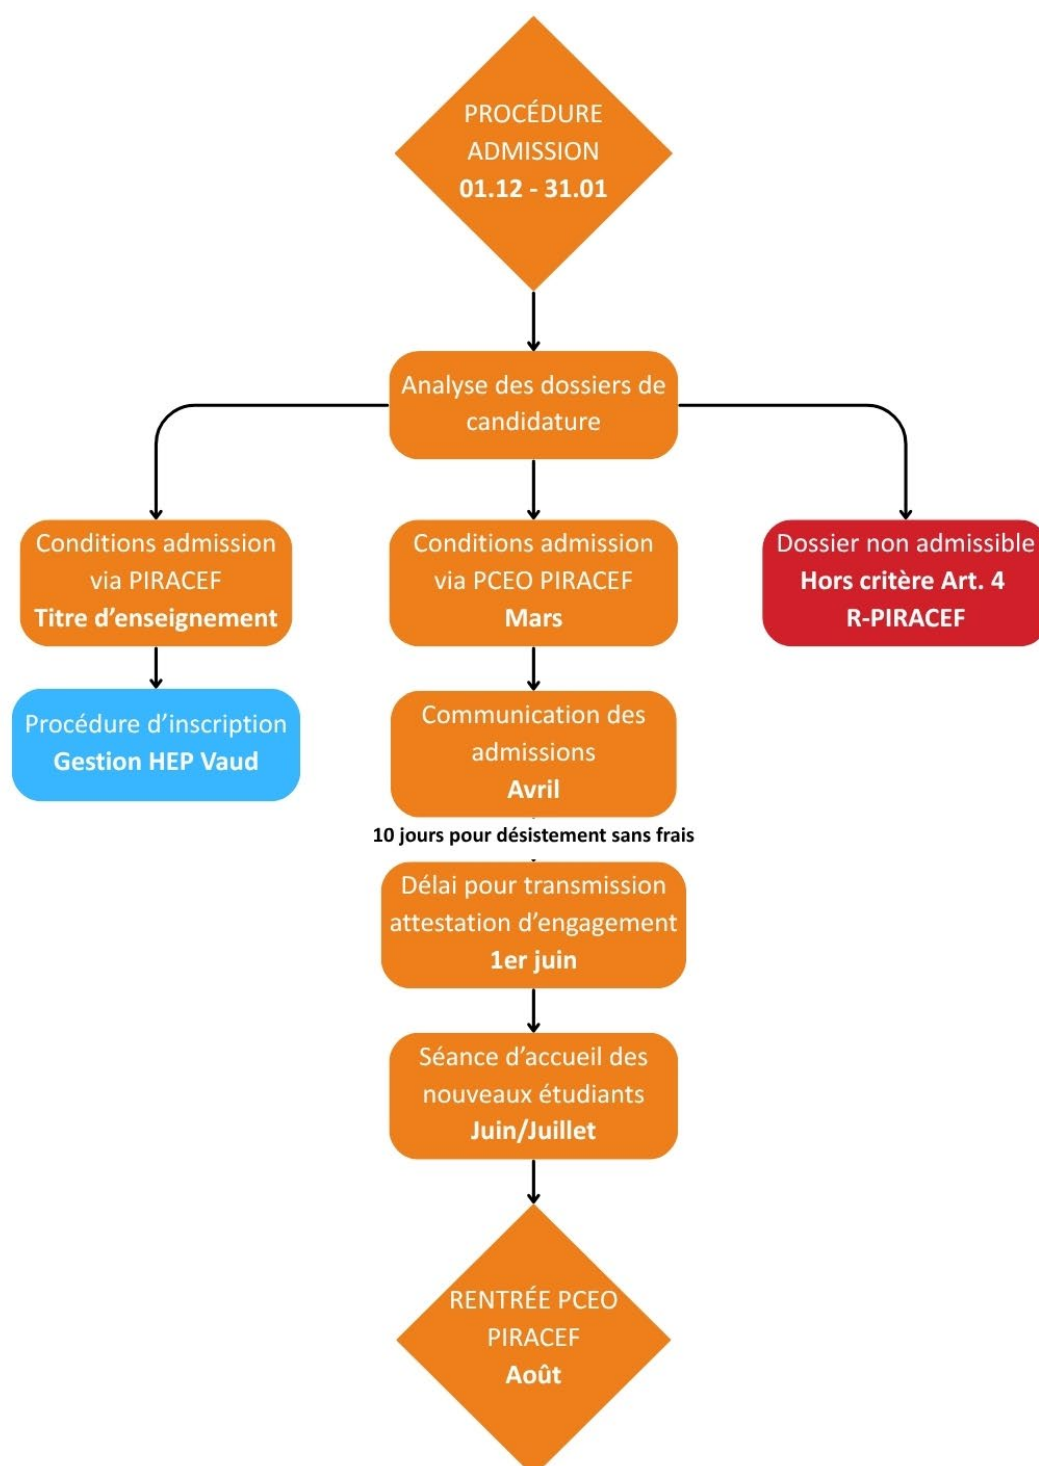 PROCÉDURE
ADMISSION
01.12 - 31.01
Analyse des dossiers de
candidature
Conditions admission
via PIRACEF
Titre d’enseignement
Procédure d’inscription
Gestion HEP Vaud
Conditions admission
via PCEO PIRACEF
Mars
Communication des
admissions
Avril
10 jours pour désistement sans frais
Délai pour transmission
attestation d’engagement
1er juin
Séance d’accueil des
nouveaux étudiants
Juin/Juillet
RENTRÉE PCEO
PIRACEF
Août
Dossier non admissible
Hors critère Art. 4
R-PIRACEF